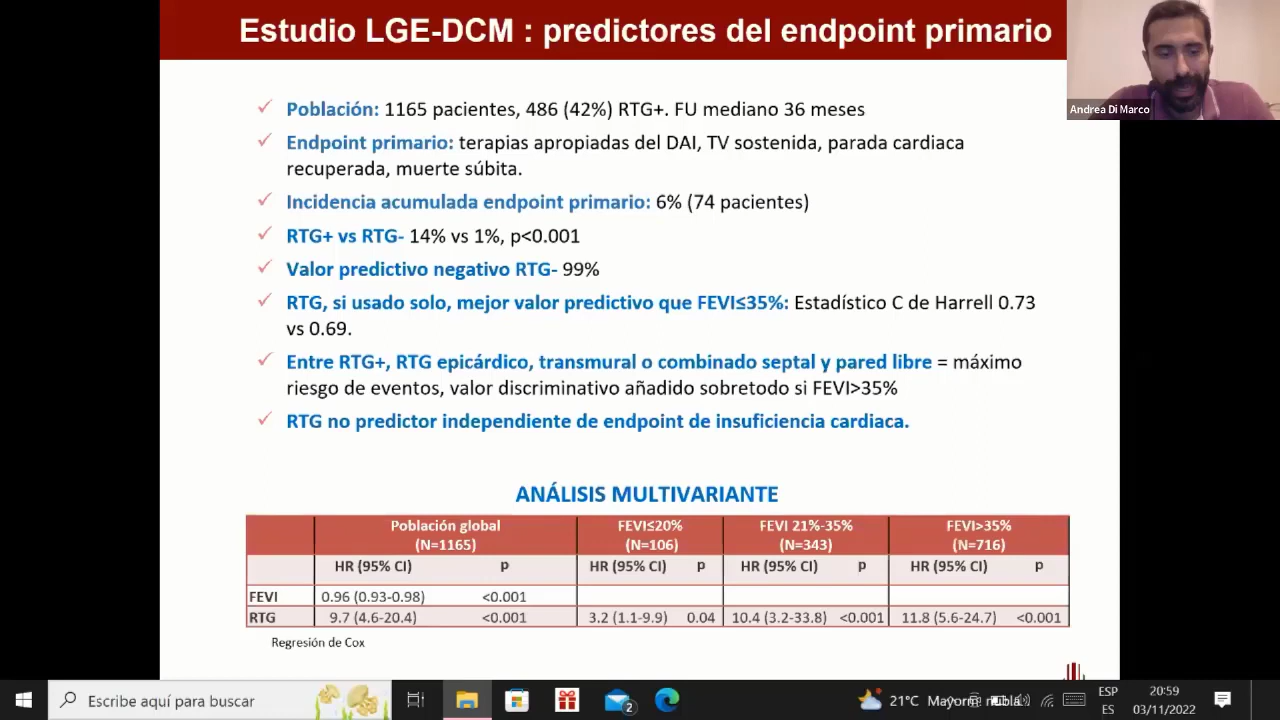 Estudio LGE-DCM : predictores del endpoint primario
Andrea Di Marco
Población: 1165 pacientes, 486 (42%) RTG+. FU mediano 36 meses
Endpoint primario: terapias apropiadas del DAI, TV sostenida, parada cardiaca
recuperada, muerte súbita.
Incidencia acumulada endpoint primario: 6% (74 pacientes)
RTG+ vs RTG- 14% vs 1%, p<0.001
Valor predictivo negativo RTG- 99%
RTG, si usado solo, mejor valor predictivo que FEVI≤35%: Estadístico C de Harrell 0.73
vs 0.69.
Entre RTG+, RTG epicárdico, transmural o combinado septal y pared libre = máximo
riesgo de eventos, valor discriminativo añadido sobretodo si FEVI>35%
RTG no predictor independiente de endpoint de insuficiencia cardiaca.
ANÁLISIS MULTIVARIANTE
Población global FEVI≤20% FEVI 21%-35% FEVI>35%
(N=1165) (N=106) (N=343) (N=716)
HR (95% CI) p HR (95% CI) p HR (95% CI) p HR (95% CI) p
FEVI 0.96 (0.93-0.98) <0.001
RTG 9.7 (4.6-20.4) <0.001 3.2 (1.1-9.9) 0.04 10.4 (3.2-33.8) <0.001 11.8 (5.6-24.7) <0.001
Regresión de Cox
Escribe aquí para buscar
2
21°C
ESP
ES
20:59
03/11/2022